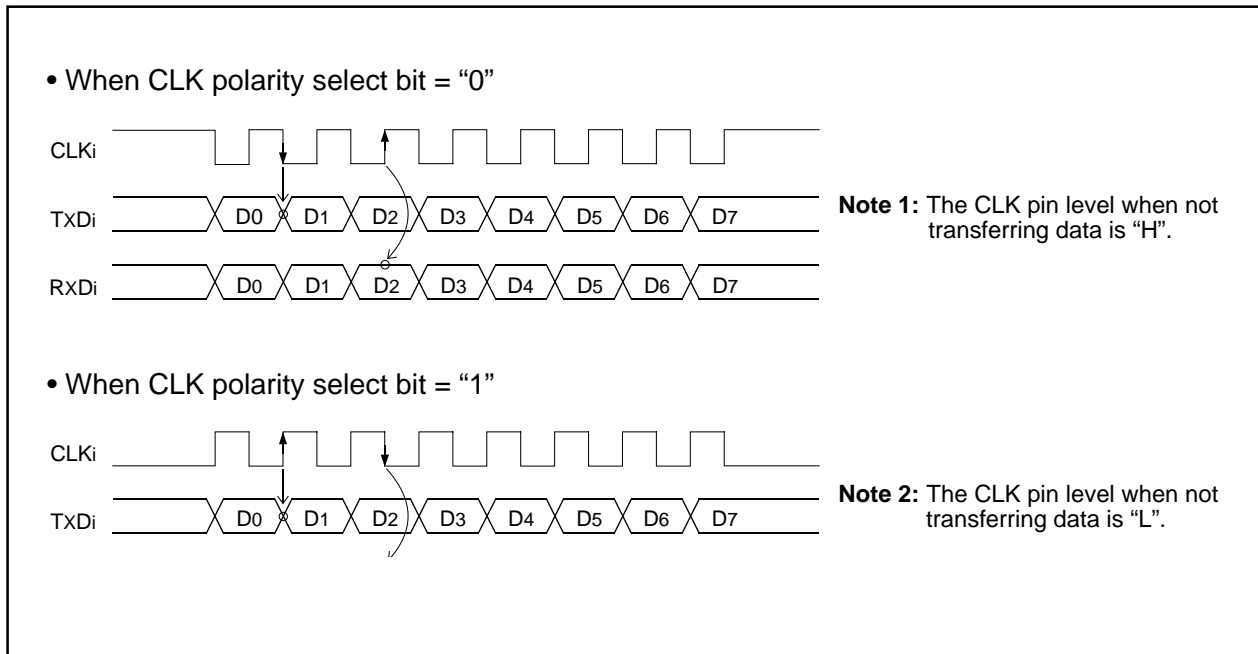 • When CLK polarity select bit = “0”
CLKi
TXDi D0 D1 D2 D3 D4 D5 D6 D7
RXDi D0 D1 D2 D3 D4 D5 D6 D7
Note 1: The CLK pin level when not
transferring data is “H”.
• When CLK polarity select bit = “1”
CLKi
TXDi D0 D1 D2 D3 D4 D5 D6 D7
Note 2: The CLK pin level when not
transferring data is “L”.